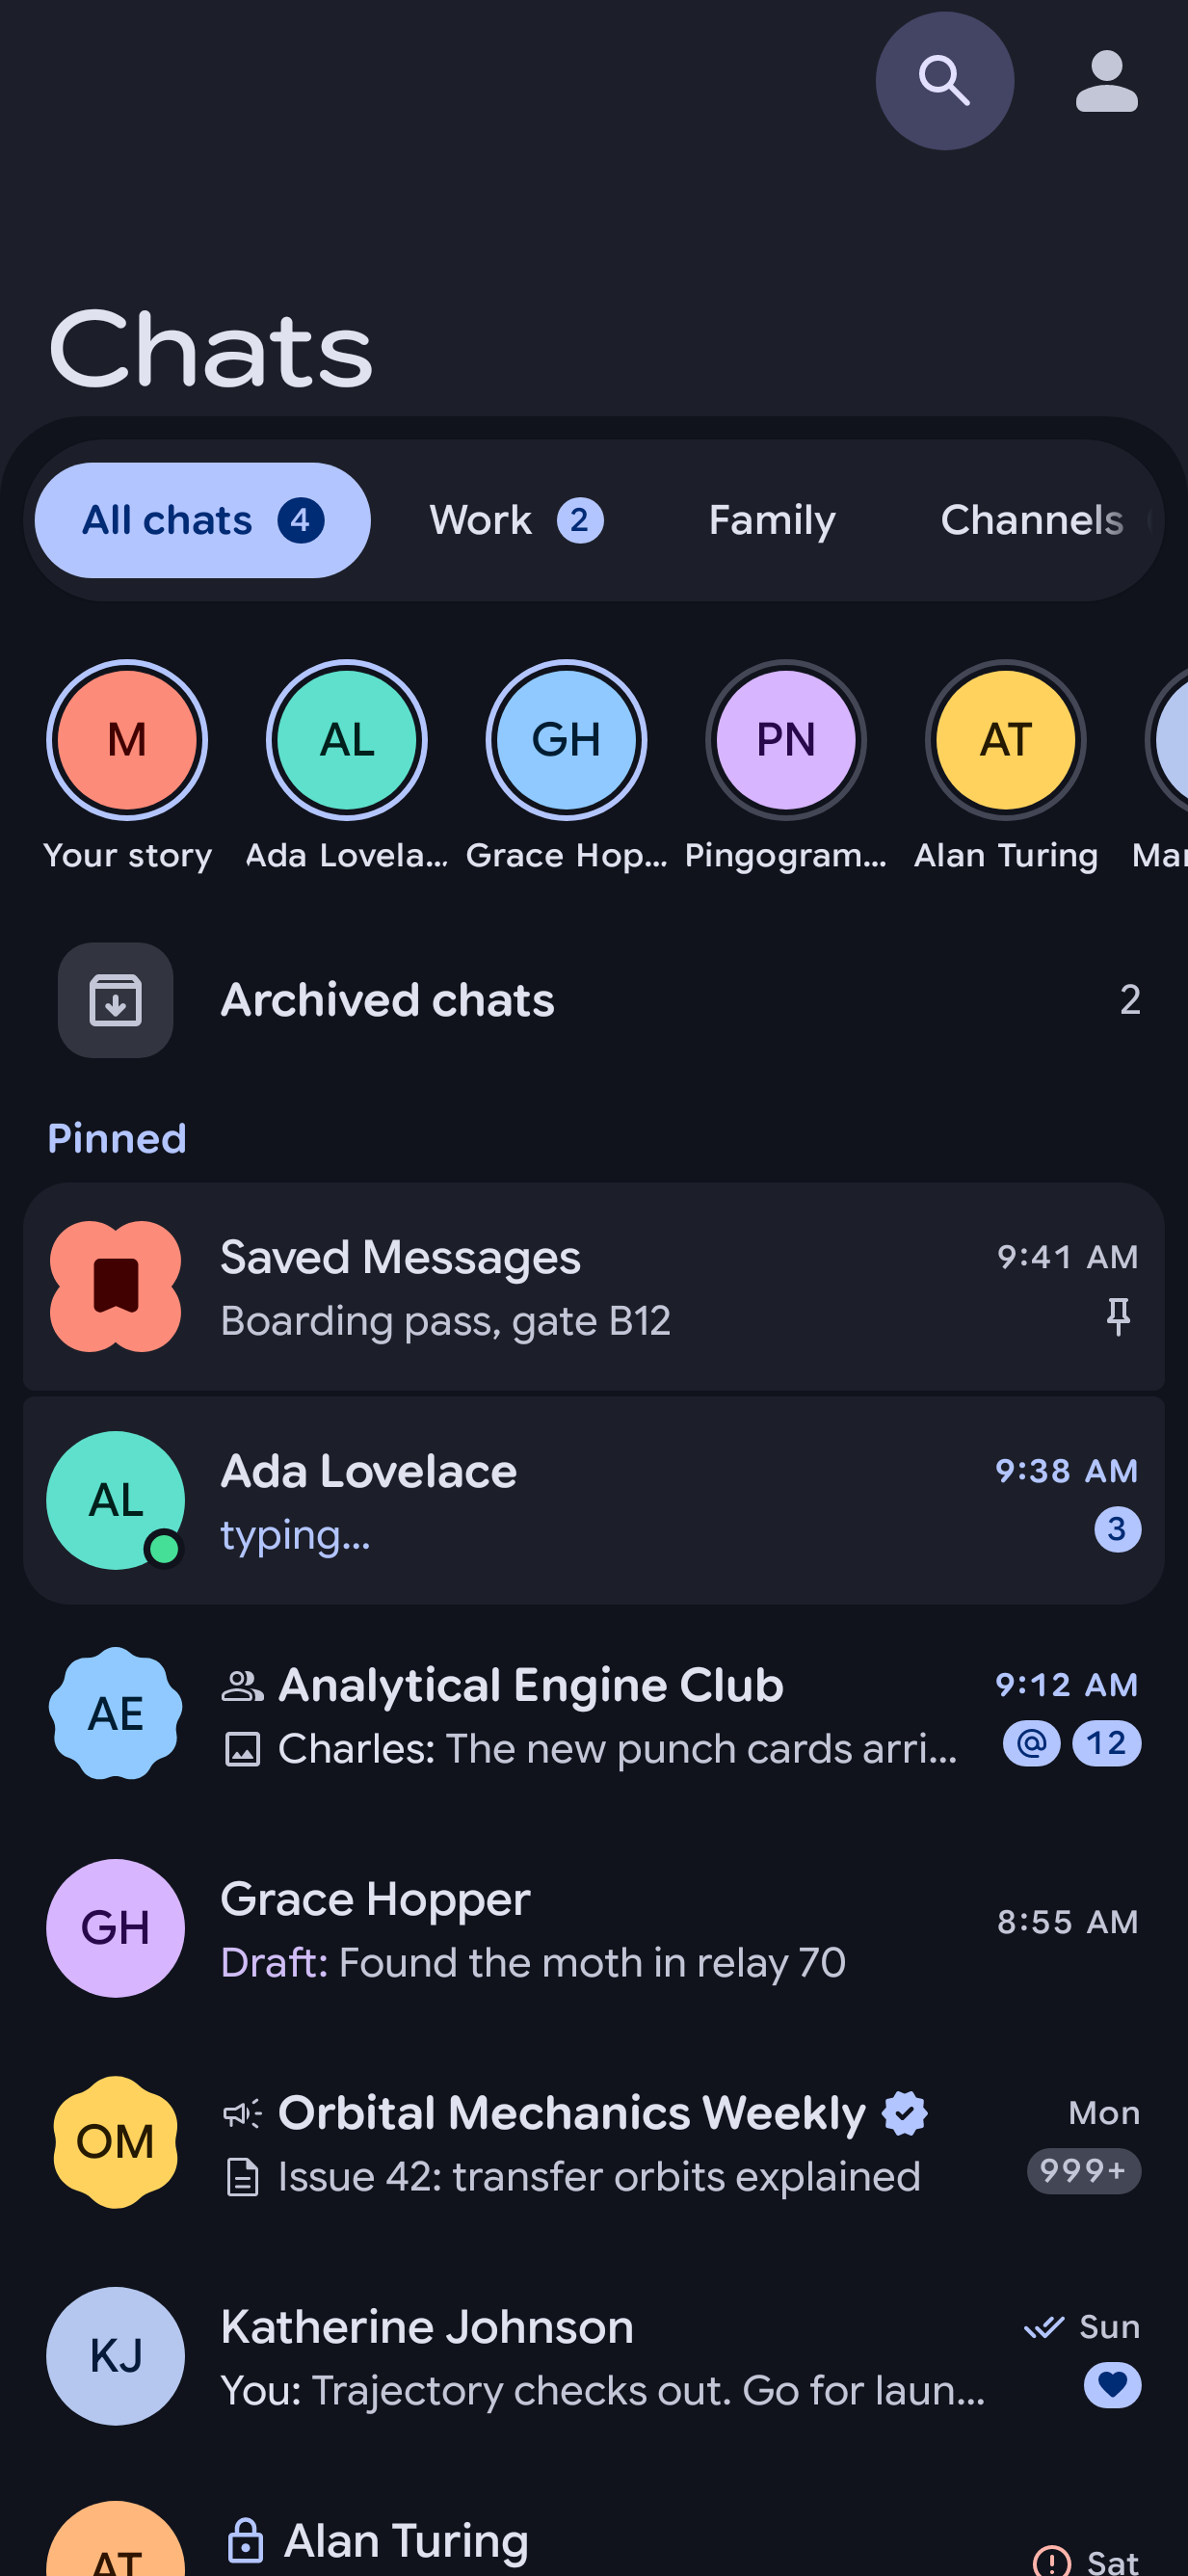 Chats
All chats 4 Work 2 Family Channels
M AL GH PN AT
Your story Ada Lovela... Grace Hop... Pingogram... Alan Turing Mar
Archived chats 2
Pinned
Saved Messages 9:41 AM
Boarding pass, gate B12
AL Ada Lovelace 9:38 AM
typing... 3
AE Analytical Engine Club 9:12 AM
Charles: The new punch cards arri... @ 12
GH Grace Hopper 8:55 AM
Draft: Found the moth in relay 70
OM Orbital Mechanics Weekly Mon
Issue 42: transfer orbits explained 999+
KJ Katherine Johnson Sun
You: Trajectory checks out. Go for laun...
AT Alan Turing Sat